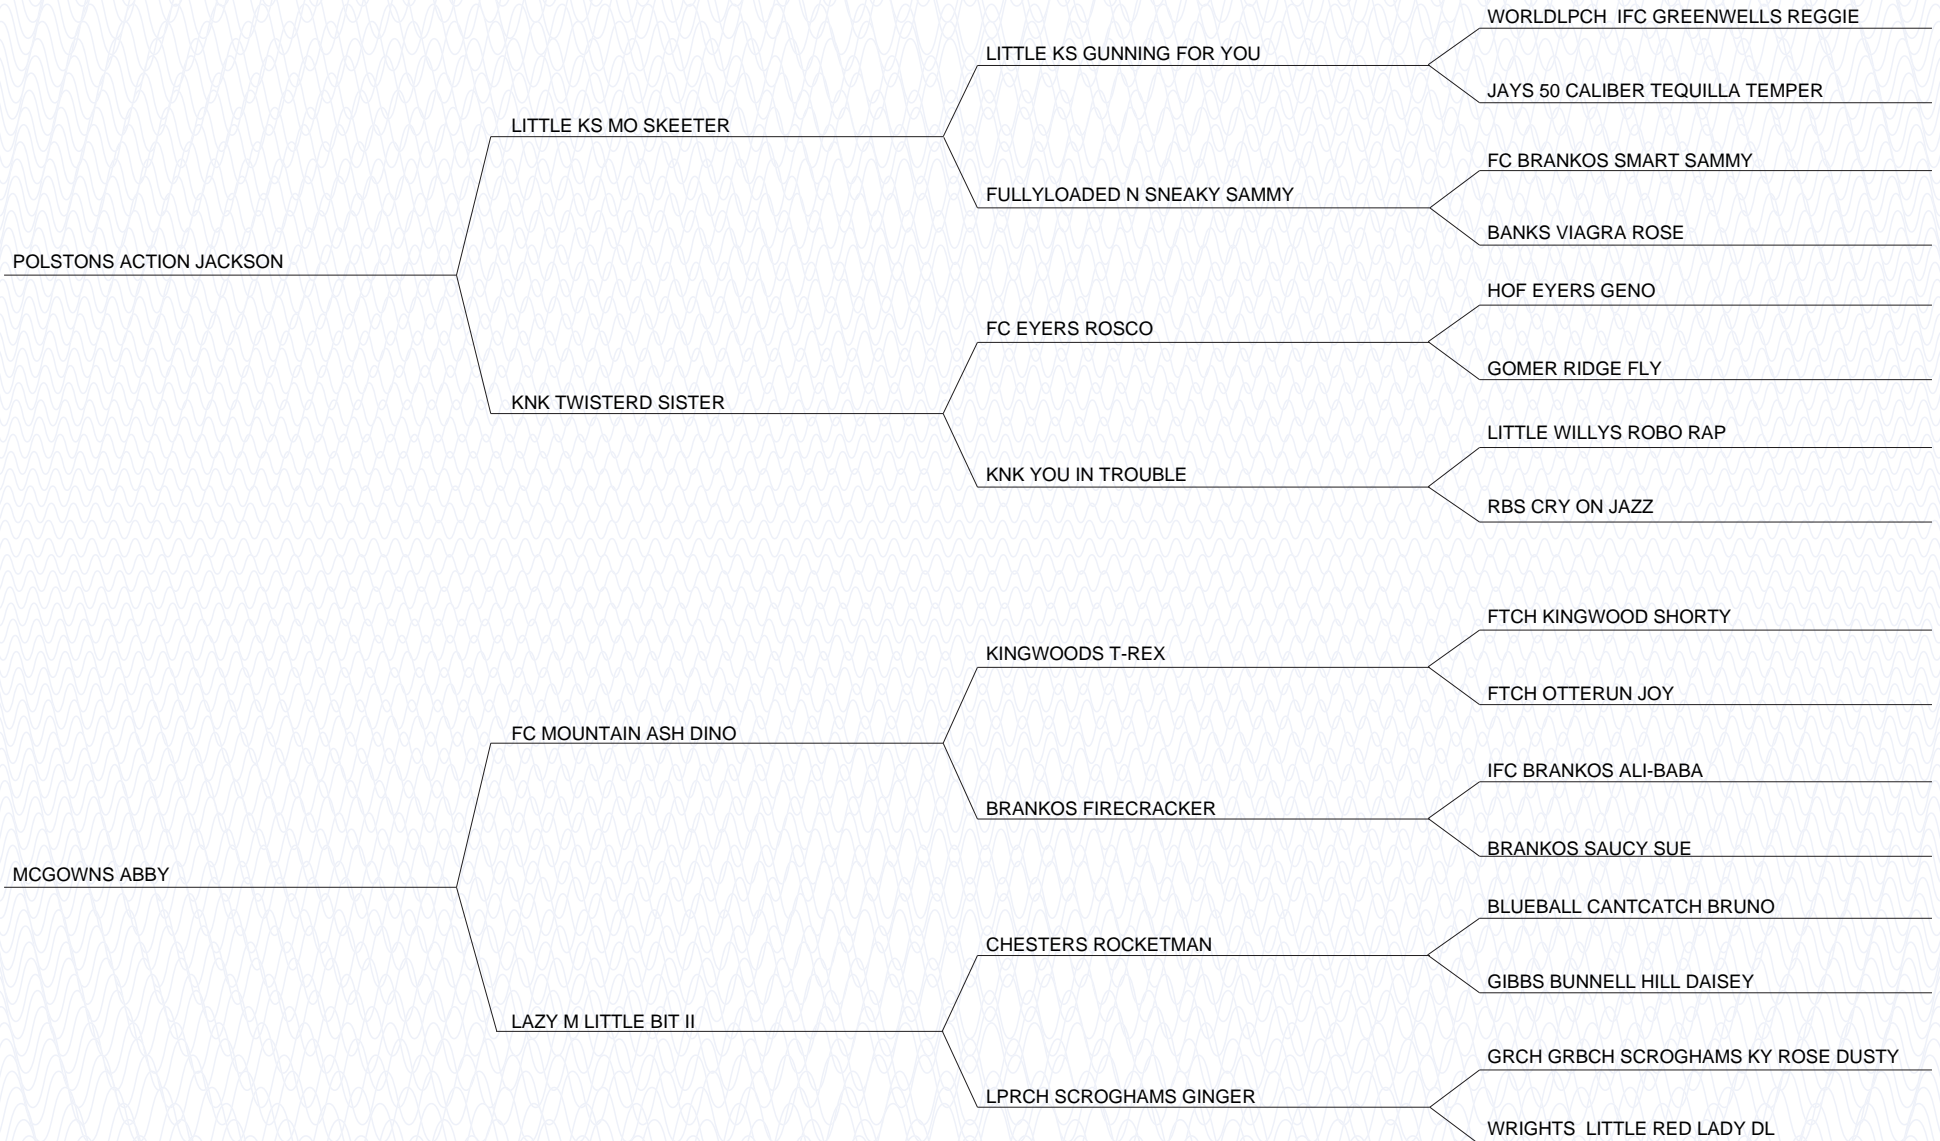 WORLDLPCH  IFC GREENWELLS REGGIE
LITTLE KS GUNNING FOR YOU
JAYS 50 CALIBER TEQUILLA TEMPER
LITTLE KS MO SKEETER
FC BRANKOS SMART SAMMY
FULLYLOADED N SNEAKY SAMMY
BANKS VIAGRA ROSE
POLSTONS ACTION JACKSON
HOF EYERS GENO
FC EYERS ROSCO
GOMER RIDGE FLY
KNK TWISTERD SISTER
LITTLE WILLYS ROBO RAP
KNK YOU IN TROUBLE
RBS CRY ON JAZZ
FTCH KINGWOOD SHORTY
KINGWOODS T-REX
FTCH OTTERUN JOY
FC MOUNTAIN ASH DINO
IFC BRANKOS ALI-BABA
BRANKOS FIRECRACKER
BRANKOS SAUCY SUE
MCGOWNS ABBY
BLUEBALL CANTCATCH BRUNO
CHESTERS ROCKETMAN
GIBBS BUNNELL HILL DAISEY
LAZY M LITTLE BIT II
GRCH GRBCH SCROGHAMS KY ROSE DUSTY
LPRCH SCROGHAMS GINGER
WRIGHTS  LITTLE RED LADY DL